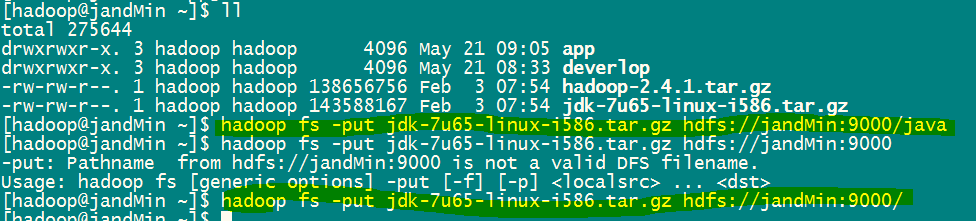 [hadoop@jandMin ~]$ ll
total 275644
drwxrwxr-x. 3 hadoop hadoop 4096 May 21 09:05 app
drwxrwxr-x. 3 hadoop hadoop 4096 May 21 08:33 deverlop
-rw-rw-r--. 1 hadoop hadoop 138656756 Feb 3 07:54 hadoop-2.4.1.tar.gz
-rw-rw-r--. 1 hadoop hadoop 143588167 Feb 3 07:54 jdk-7u65-linux-i586.tar.gz
[hadoop@jandMin ~]$ hadoop fs -put jdk-7u65-linux-i586.tar.gz hdfs://jandMin:9000/java
[hadoop@jandMin ~]$ hadoop fs -put jdk-7u65-linux-i586.tar.gz hdfs://jandMin:9000
-put: Pathname  from hdfs://jandMin:9000 is not a valid DFS filename.
Usage: hadoop fs [generic options] -put [-f] [-p] <localsrc> ... <dst>
[hadoop@jandMin ~]$ hadoop fs -put jdk-7u65-linux-i586.tar.gz hdfs://jandMin:9000/
[hadoop@jandMin ~]$